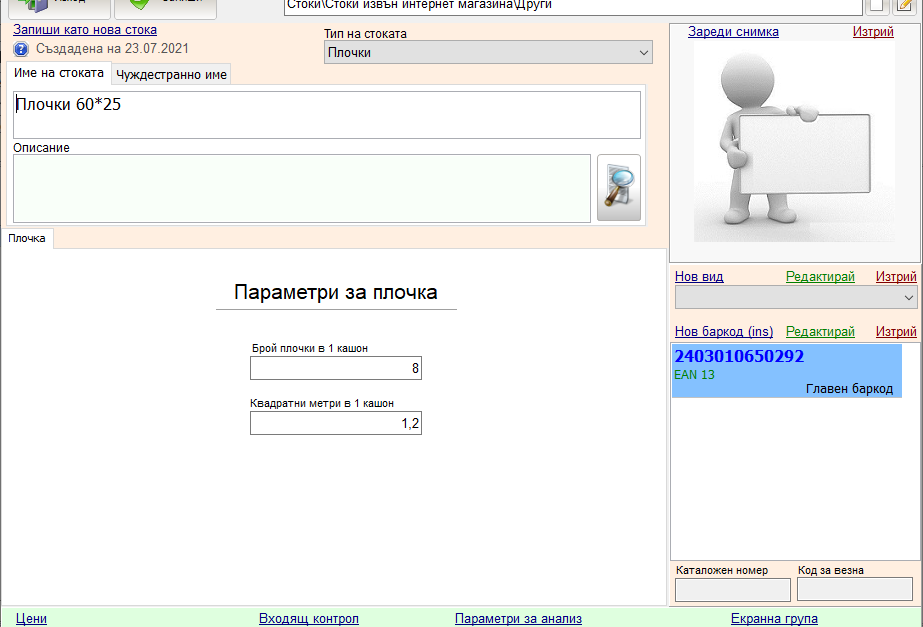 Изход
Запиши
Стоки\Стоки извън интернет магазина\Други
Запиши като нова стока
Създадена на 23.07.2021
Тип на стоката
Плочки
Име на стоката
Чуждестранно име
Плочки 60*25
Описание
Плочка
Параметри за плочка
Брой плочки в 1 кашон
8
Квадратни метри в 1 кашон
1,2
Зареди снимка
Изтрий
Нов вид
Редактирай
Изтрий
Нов баркод (ins)
Редактирай
Изтрий
2403010650292
EAN 13
Главен баркод
Каталожен номер
Код за везна
Цени
Входящ контрол
Параметри за анализ
Екранна група